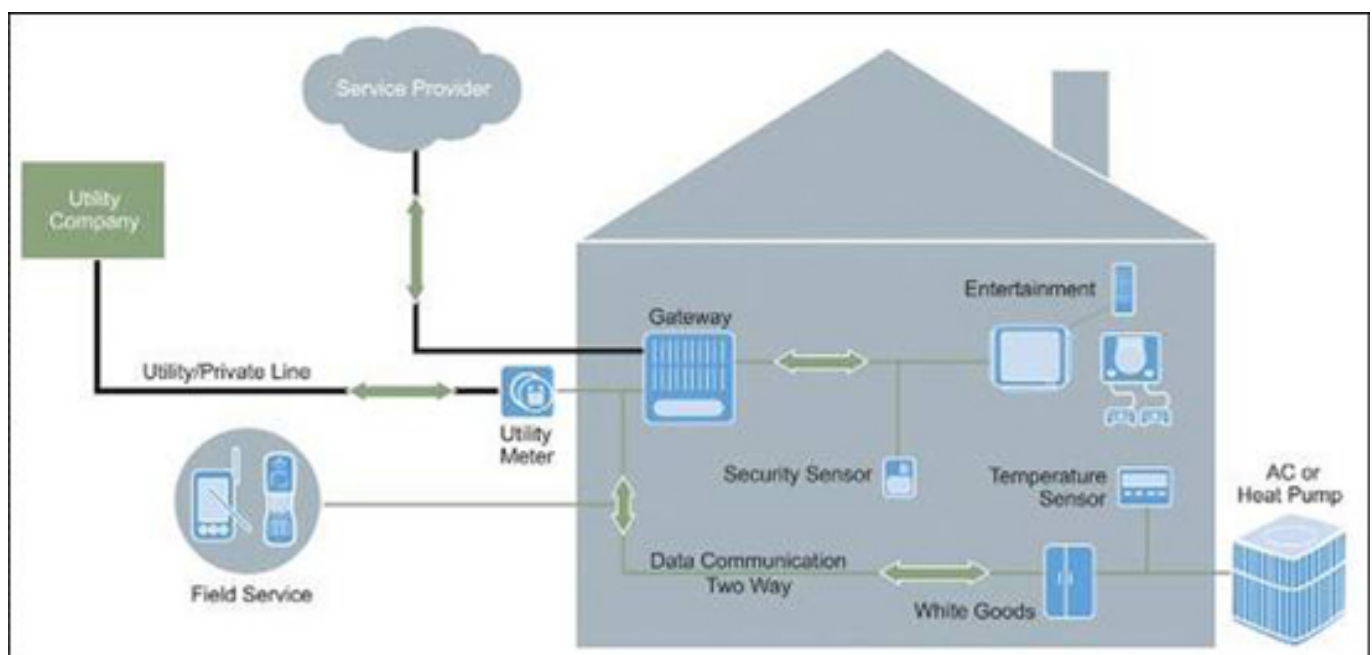 Service Provider
Utility
Company
Entertainment
Gateway
Utility/Private Line
Utility
Meter
Security Sensor
Temperature
Sensor
AC or
Heat Pump
Data Communication
Two Way
Field Service
White Goods